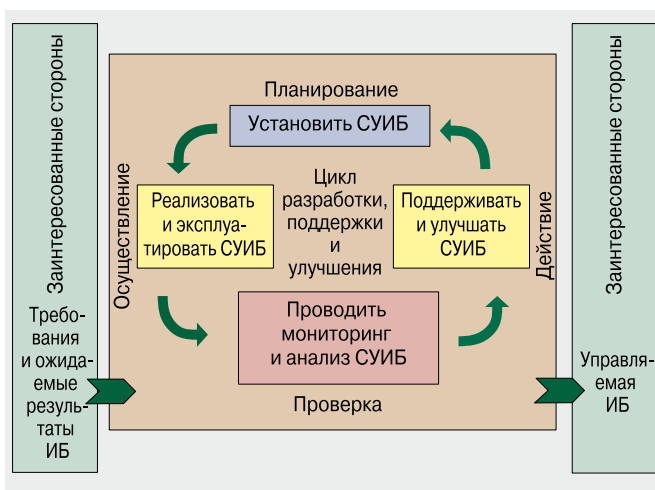 Заинтересованные стороны
Требо-
вания
и ожида-
емые
резуль-
таты
ИБ
Планирование
Установить СУИБ
Осуществление
Реализовать
и эксплуа-
тировать СУИБ
Цикл
разработки,
поддержки
и
улучшения
Поддерживать
и улучшать
СУИБ
Действие
Проводить
мониторинг
и анализ СУИБ
Проверка
Заинтересованные стороны
Управля-
емая
ИБ